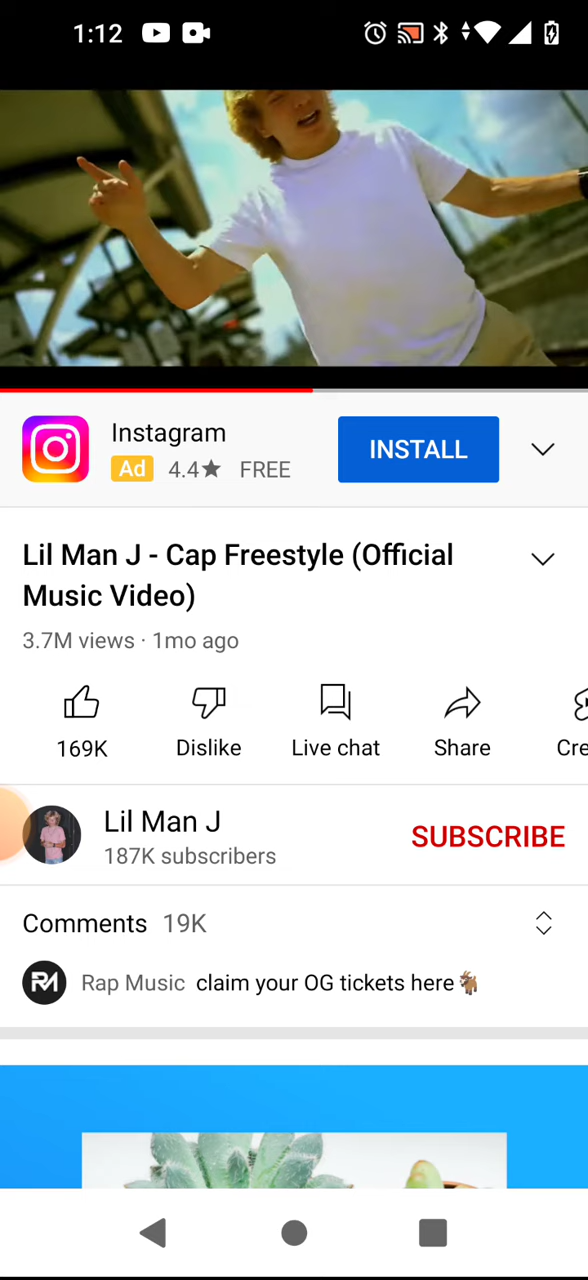 1:12
Instagram
Ad 4.4★ FREE
INSTALL
Lil Man J - Cap Freestyle (Official
Music Video)
3.7M views · 1mo ago
169K
Dislike
Live chat
Share
Cre
Lil Man J
187K subscribers
SUBSCRIBE
Comments 19K
RM
Rap Music claim your OG tickets here🐐